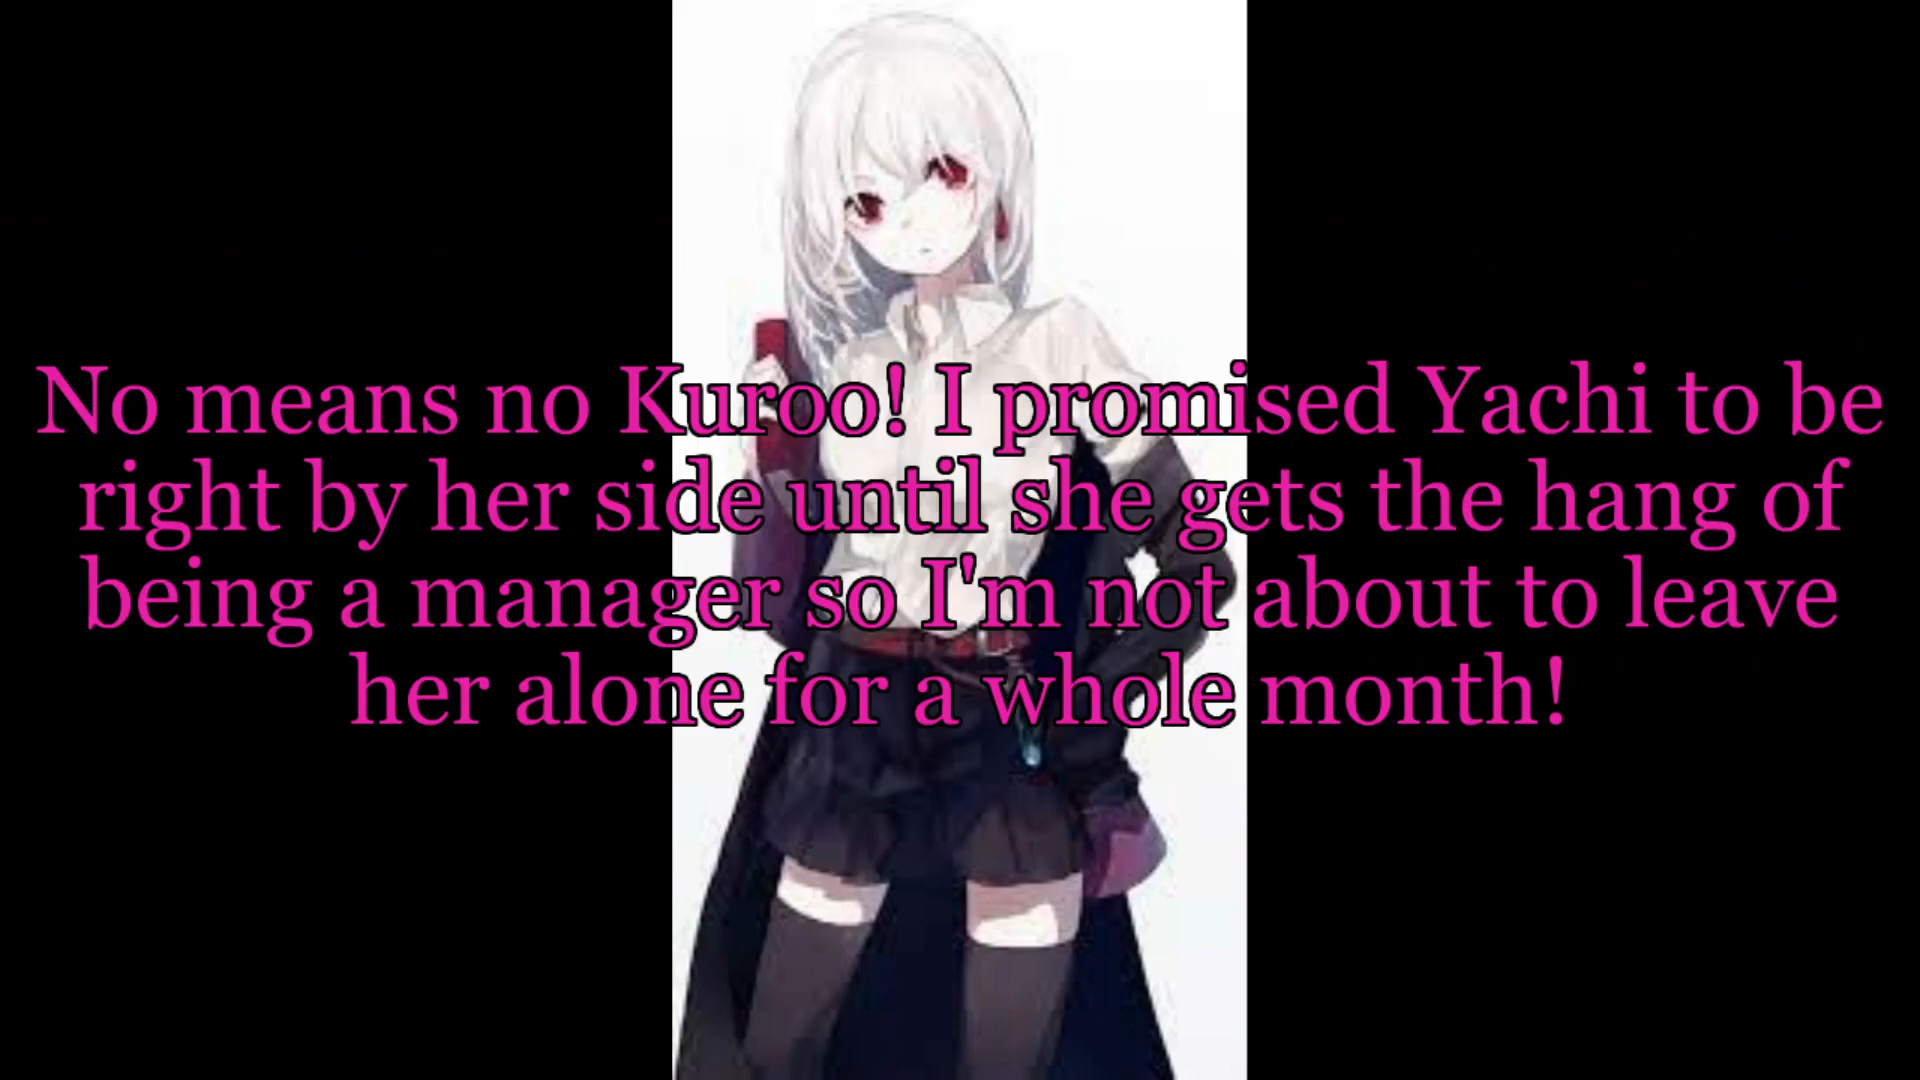 No means no Kuroo! I promised Yachi to be
right by her side until she gets the hang of
being a manager so I'm not about to leave
her alone for a whole month!